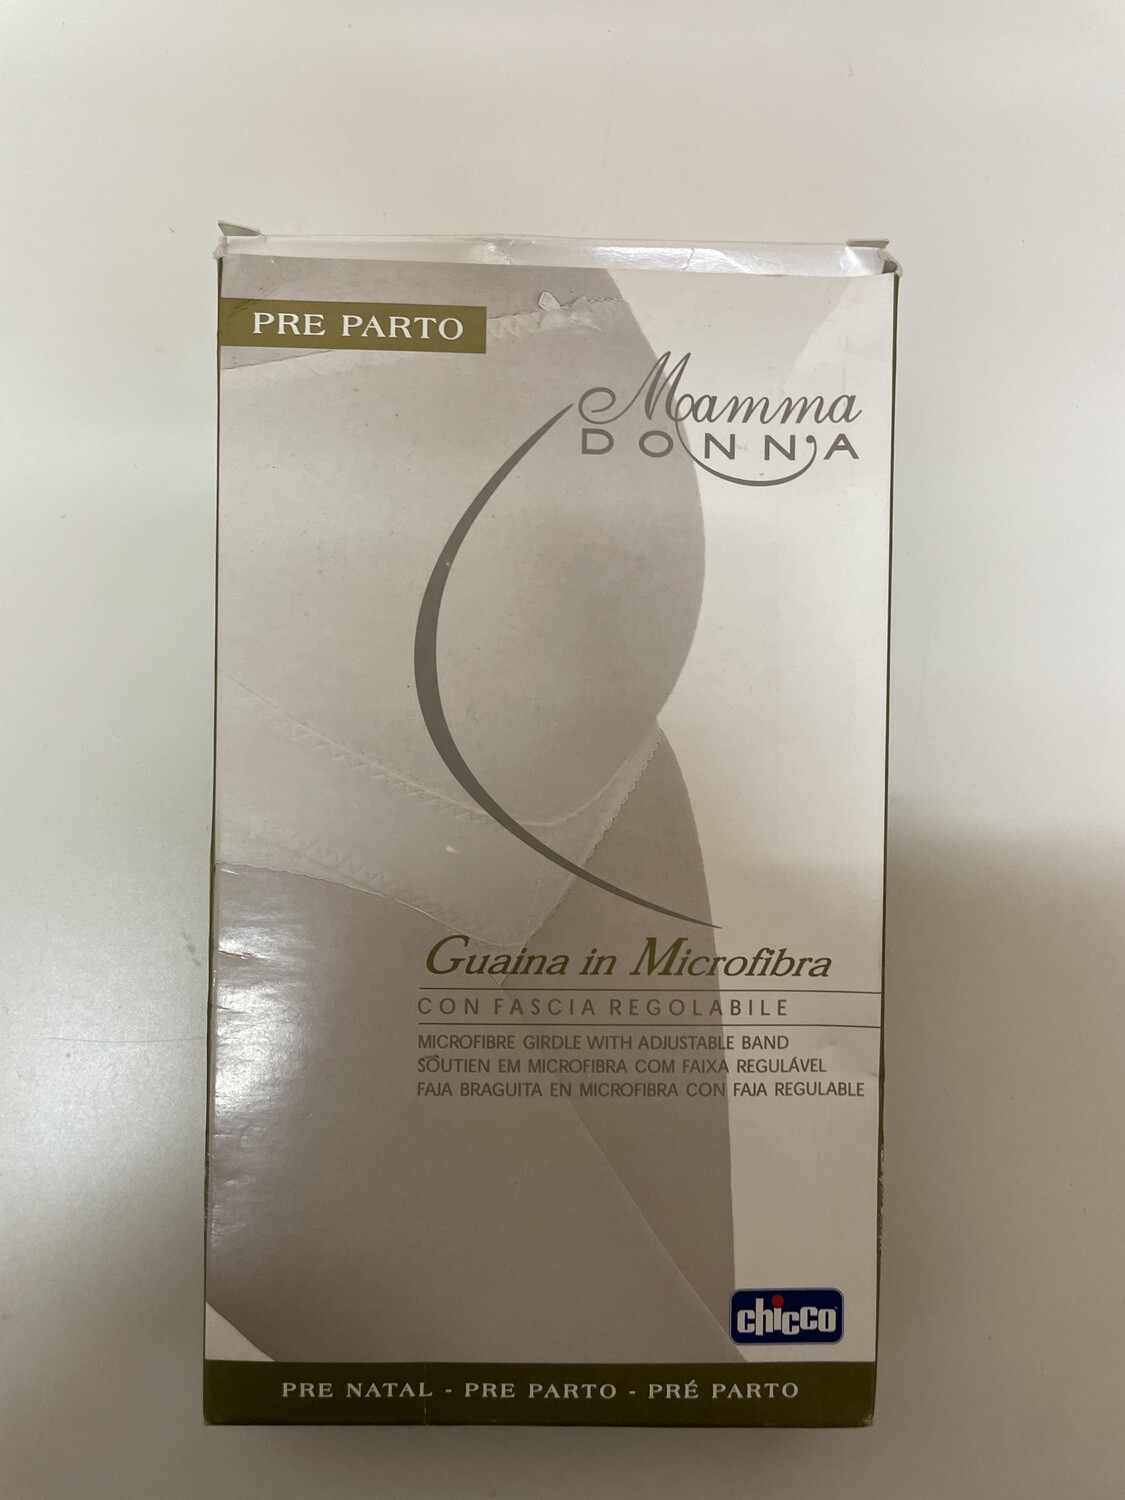 PRE PARTO
Mamma
DONNA
Guaina in Microfibra
CON FASCIA REGOLABILE
MICROFIBRE GIRDLE WITH ADJUSTABLE BAND
SOUTIEN EM MICROFIBRA COM FAIXA REGULÁVEL
FAJA BRAGUITA EN MICROFIBRA CON FAJA REGULABLE
chicco
PRE NATAL - PRE PARTO - PRÉ PARTO